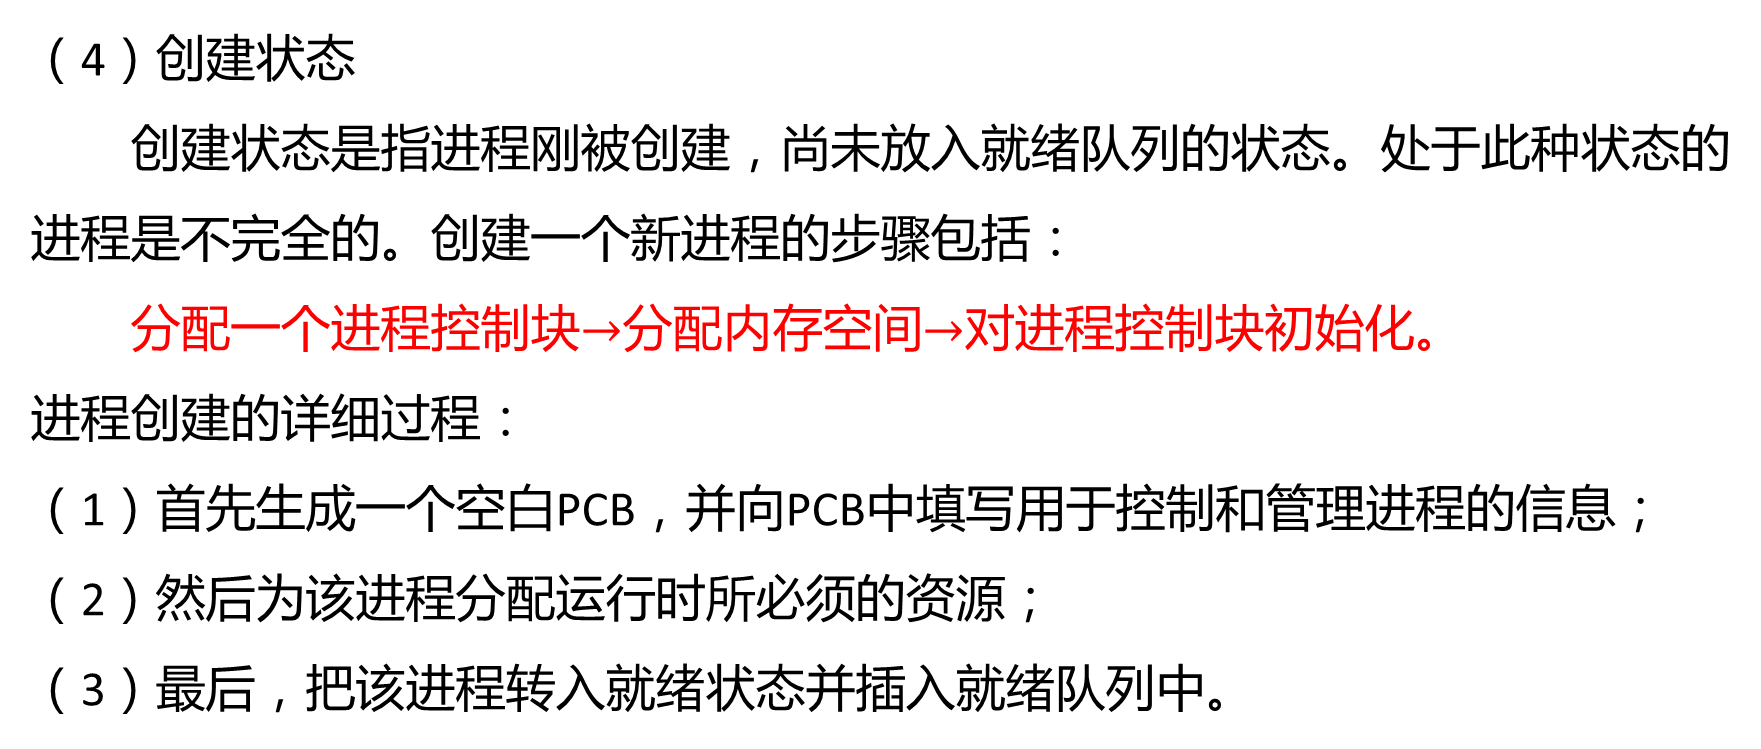 （4）创建状态
创建状态是指进程刚被创建，尚未放入就绪队列的状态。处于此种状态的
进程是不完全的。创建一个新进程的步骤包括：
分配一个进程控制块→分配内存空间→对进程控制块初始化。
进程创建的详细过程：
（1）首先生成一个空白PCB，并向PCB中填写用于控制和管理进程的信息；
（2）然后为该进程分配运行时所必须的资源；
（3）最后，把该进程转入就绪状态并插入就绪队列中。